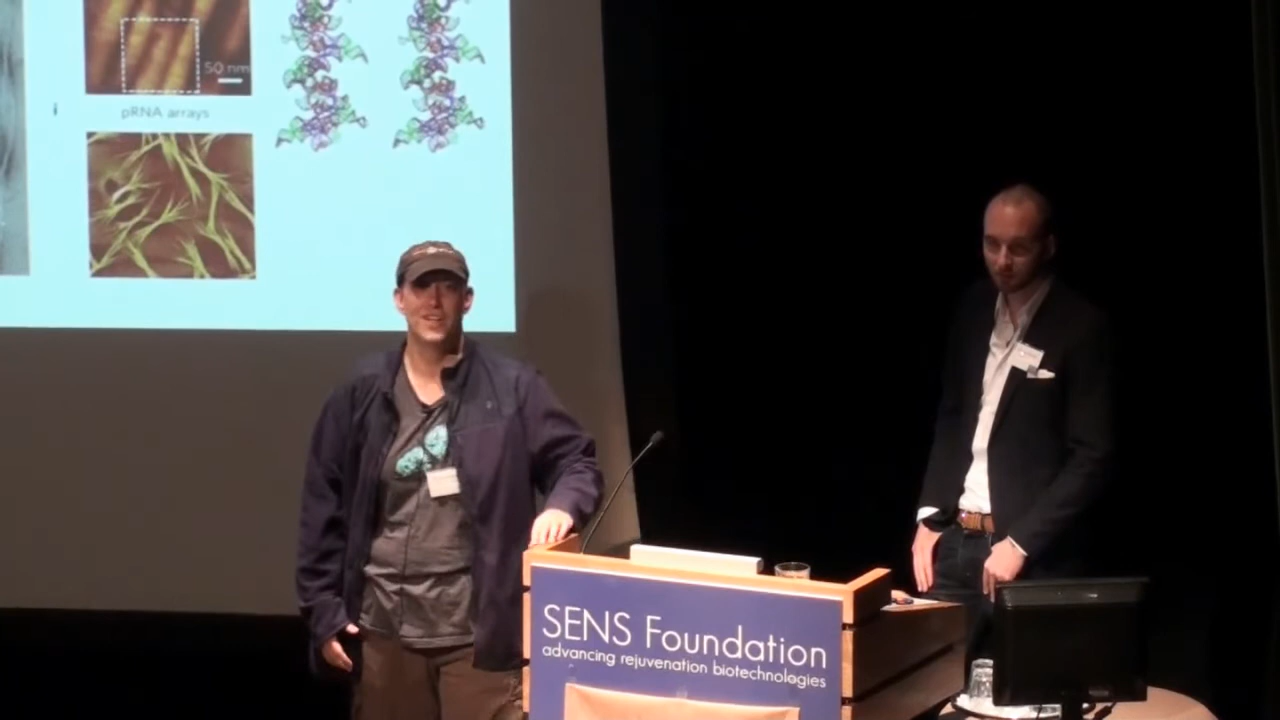 50 nm
pRNA arrays
SENS Foundation
advancing rejuvenation biotechnologies